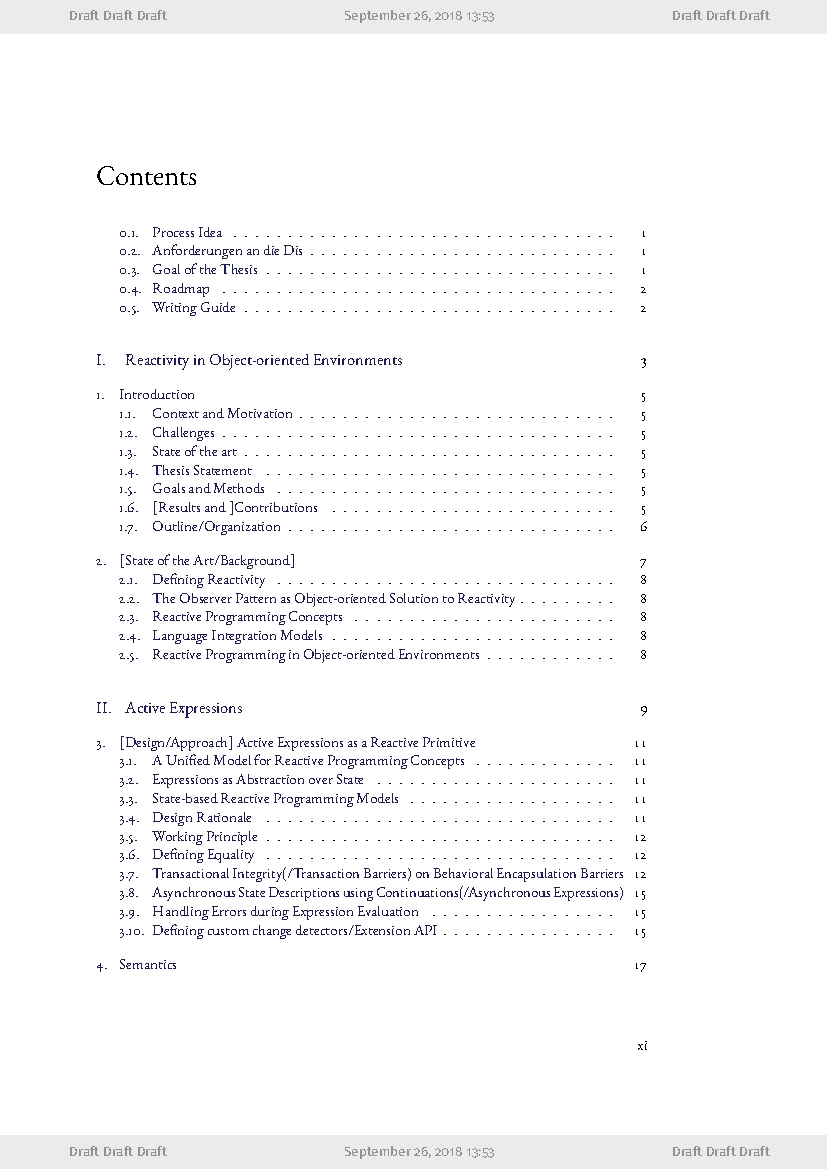 Draft Draft Draft September 26, 2018 13:53 Draft Draft Draft
Contents
0.1. Process Idea . . . . . . . . . . . . . . . . . . . . . . . . . . . . . . . . . . . 1
0.2. Anforderungen an die Dis . . . . . . . . . . . . . . . . . . . . . . . . . . . . 1
0.3. Goal of the Thesis . . . . . . . . . . . . . . . . . . . . . . . . . . . . . . . . 1
0.4. Roadmap . . . . . . . . . . . . . . . . . . . . . . . . . . . . . . . . . . . . 2
0.5. Writing Guide . . . . . . . . . . . . . . . . . . . . . . . . . . . . . . . . . . 2
I. Reactivity in Object-oriented Environments 3
1. Introduction 5
1.1. Context and Motivation . . . . . . . . . . . . . . . . . . . . . . . . . . . . . 5
1.2. Challenges . . . . . . . . . . . . . . . . . . . . . . . . . . . . . . . . . . . . 5
1.3. State of the art . . . . . . . . . . . . . . . . . . . . . . . . . . . . . . . . . . 5
1.4. Thesis Statement . . . . . . . . . . . . . . . . . . . . . . . . . . . . . . . . 5
1.5. Goals and Methods . . . . . . . . . . . . . . . . . . . . . . . . . . . . . . . 5
1.6. [Results and ]Contributions . . . . . . . . . . . . . . . . . . . . . . . . . . 5
1.7. Outline/Organization . . . . . . . . . . . . . . . . . . . . . . . . . . . . . . 6
2. [State of the Art/Background] 7
2.1. Defining Reactivity . . . . . . . . . . . . . . . . . . . . . . . . . . . . . . . 8
2.2. The Observer Pattern as Object-oriented Solution to Reactivity . . . . . . . . . 8
2.3. Reactive Programming Concepts . . . . . . . . . . . . . . . . . . . . . . . . 8
2.4. Language Integration Models . . . . . . . . . . . . . . . . . . . . . . . . . . 8
2.5. Reactive Programming in Object-oriented Environments . . . . . . . . . . . . 8
II. Active Expressions 9
3. [Design/Approach] Active Expressions as a Reactive Primitive 11
3.1. A Unified Model for Reactive Programming Concepts . . . . . . . . . . . . . 11
3.2. Expressions as Abstraction over State . . . . . . . . . . . . . . . . . . . . . . 11
3.3. State-based Reactive Programming Models . . . . . . . . . . . . . . . . . . . 11
3.4. Design Rationale . . . . . . . . . . . . . . . . . . . . . . . . . . . . . . . . 11
3.5. Working Principle . . . . . . . . . . . . . . . . . . . . . . . . . . . . . . . . 12
3.6. Defining Equality . . . . . . . . . . . . . . . . . . . . . . . . . . . . . . . . 12
3.7. Transactional Integrity(/Transaction Barriers) on Behavioral Encapsulation Barriers 12
3.8. Asynchronous State Descriptions using Continuations(/Asynchronous Expressions) 15
3.9. Handling Errors during Expression Evaluation . . . . . . . . . . . . . . . . . 15
3.10. Defining custom change detectors/Extension API . . . . . . . . . . . . . . . . 15
4. Semantics 17
xi
Draft Draft Draft September 26, 2018 13:53 Draft Draft Draft